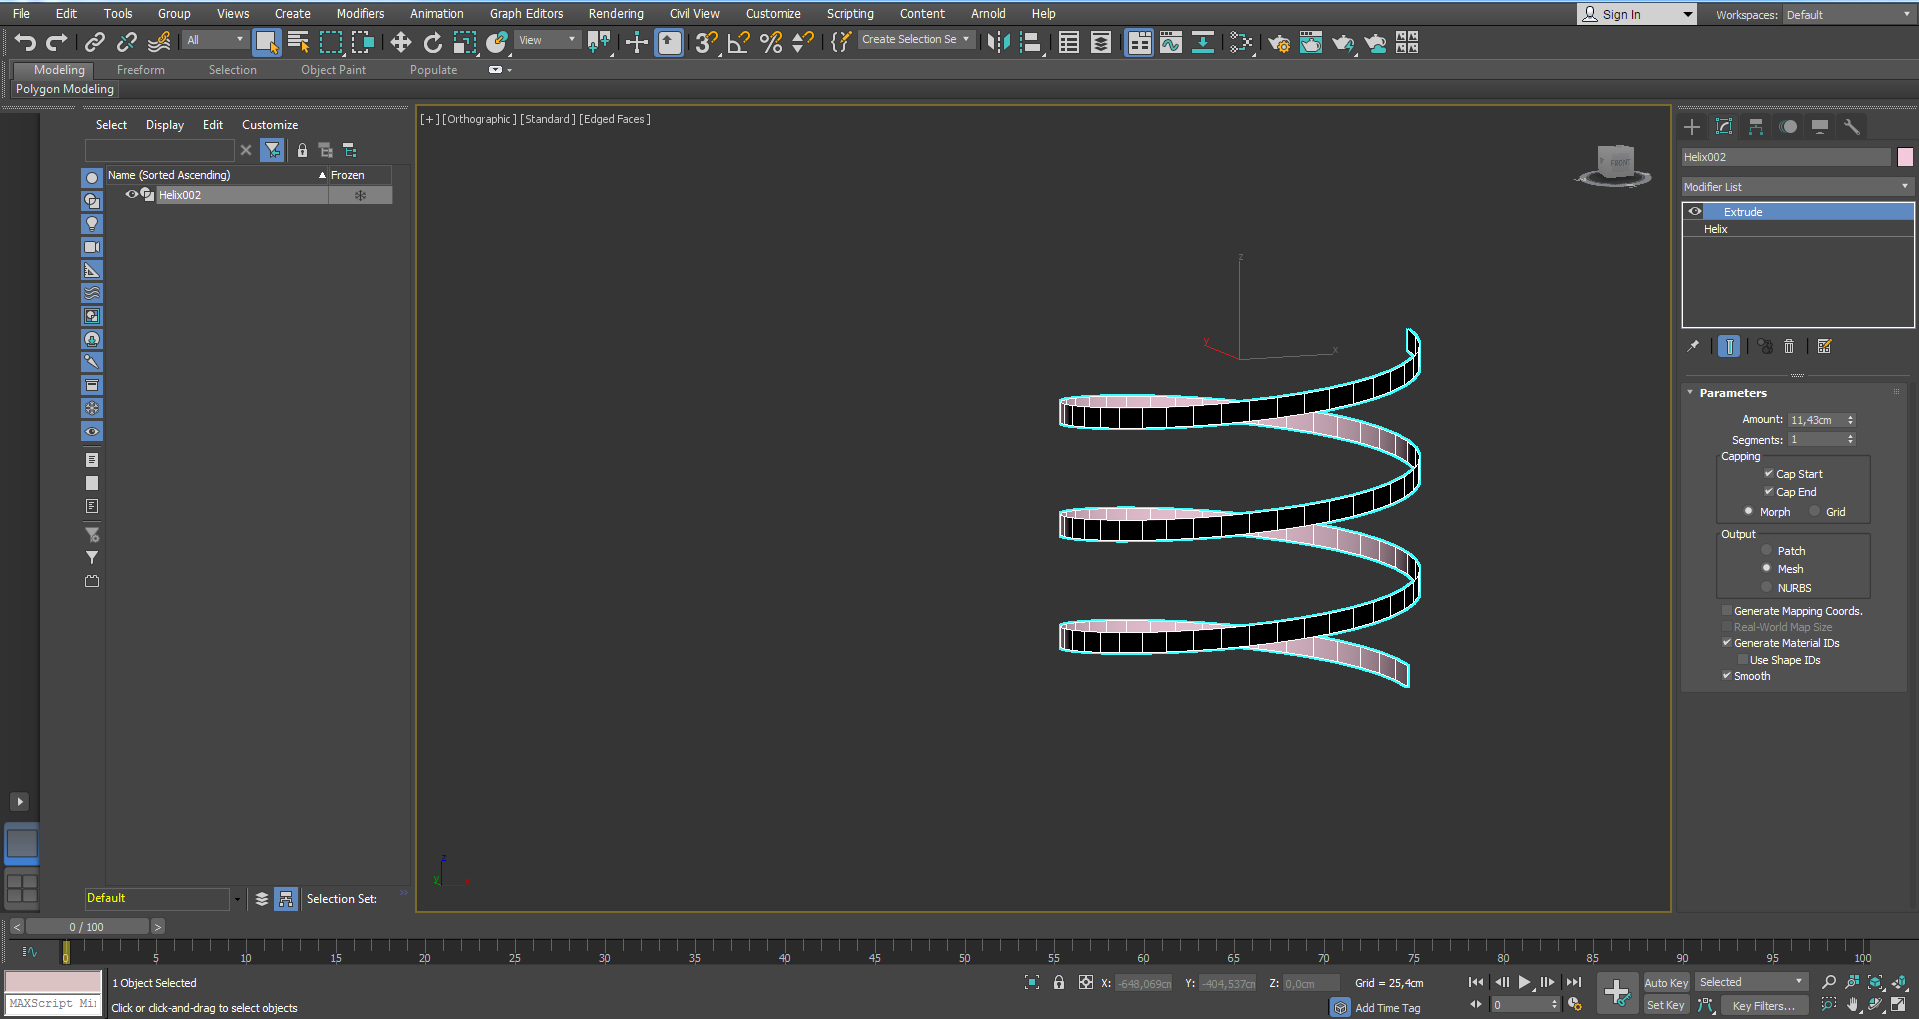 File Edit Tools Group Views Create Modifiers Animation Graph Editors Rendering Civil View Customize Scripting Content Arnold Help Sign In Workspaces: Default
All View Create Selection Se
Modeling Freeform Selection Object Paint Populate
Polygon Modeling
Select Display Edit Customize
[+] [Orthographic] [Standard] [Edged Faces]
Name (Sorted Ascending) Frozen
Helix002
FRONT
z
y
x
Helix002
Modifier List
Extrude
Helix
Parameters
Amount: 11,43cm
Segments: 1
Capping
Cap Start
Cap End
Morph Grid
Output
Patch
Mesh
NURBS
Generate Mapping Coords.
Real-World Map Size
Generate Material IDs
Use Shape IDs
Smooth
z
y
x
Default Selection Set:
< 0 / 100 >
0 5 10 15 20 25 30 35 40 45 50 55 60 65 70 75 80 85 90 95 100
1 Object Selected X: -648,069cm Y: -404,537cm Z: 0,0cm Grid = 25,4cm Auto Key Selected
MAXScript Mi Click or click-and-drag to select objects Add Time Tag 0 Set Key Key Filters...